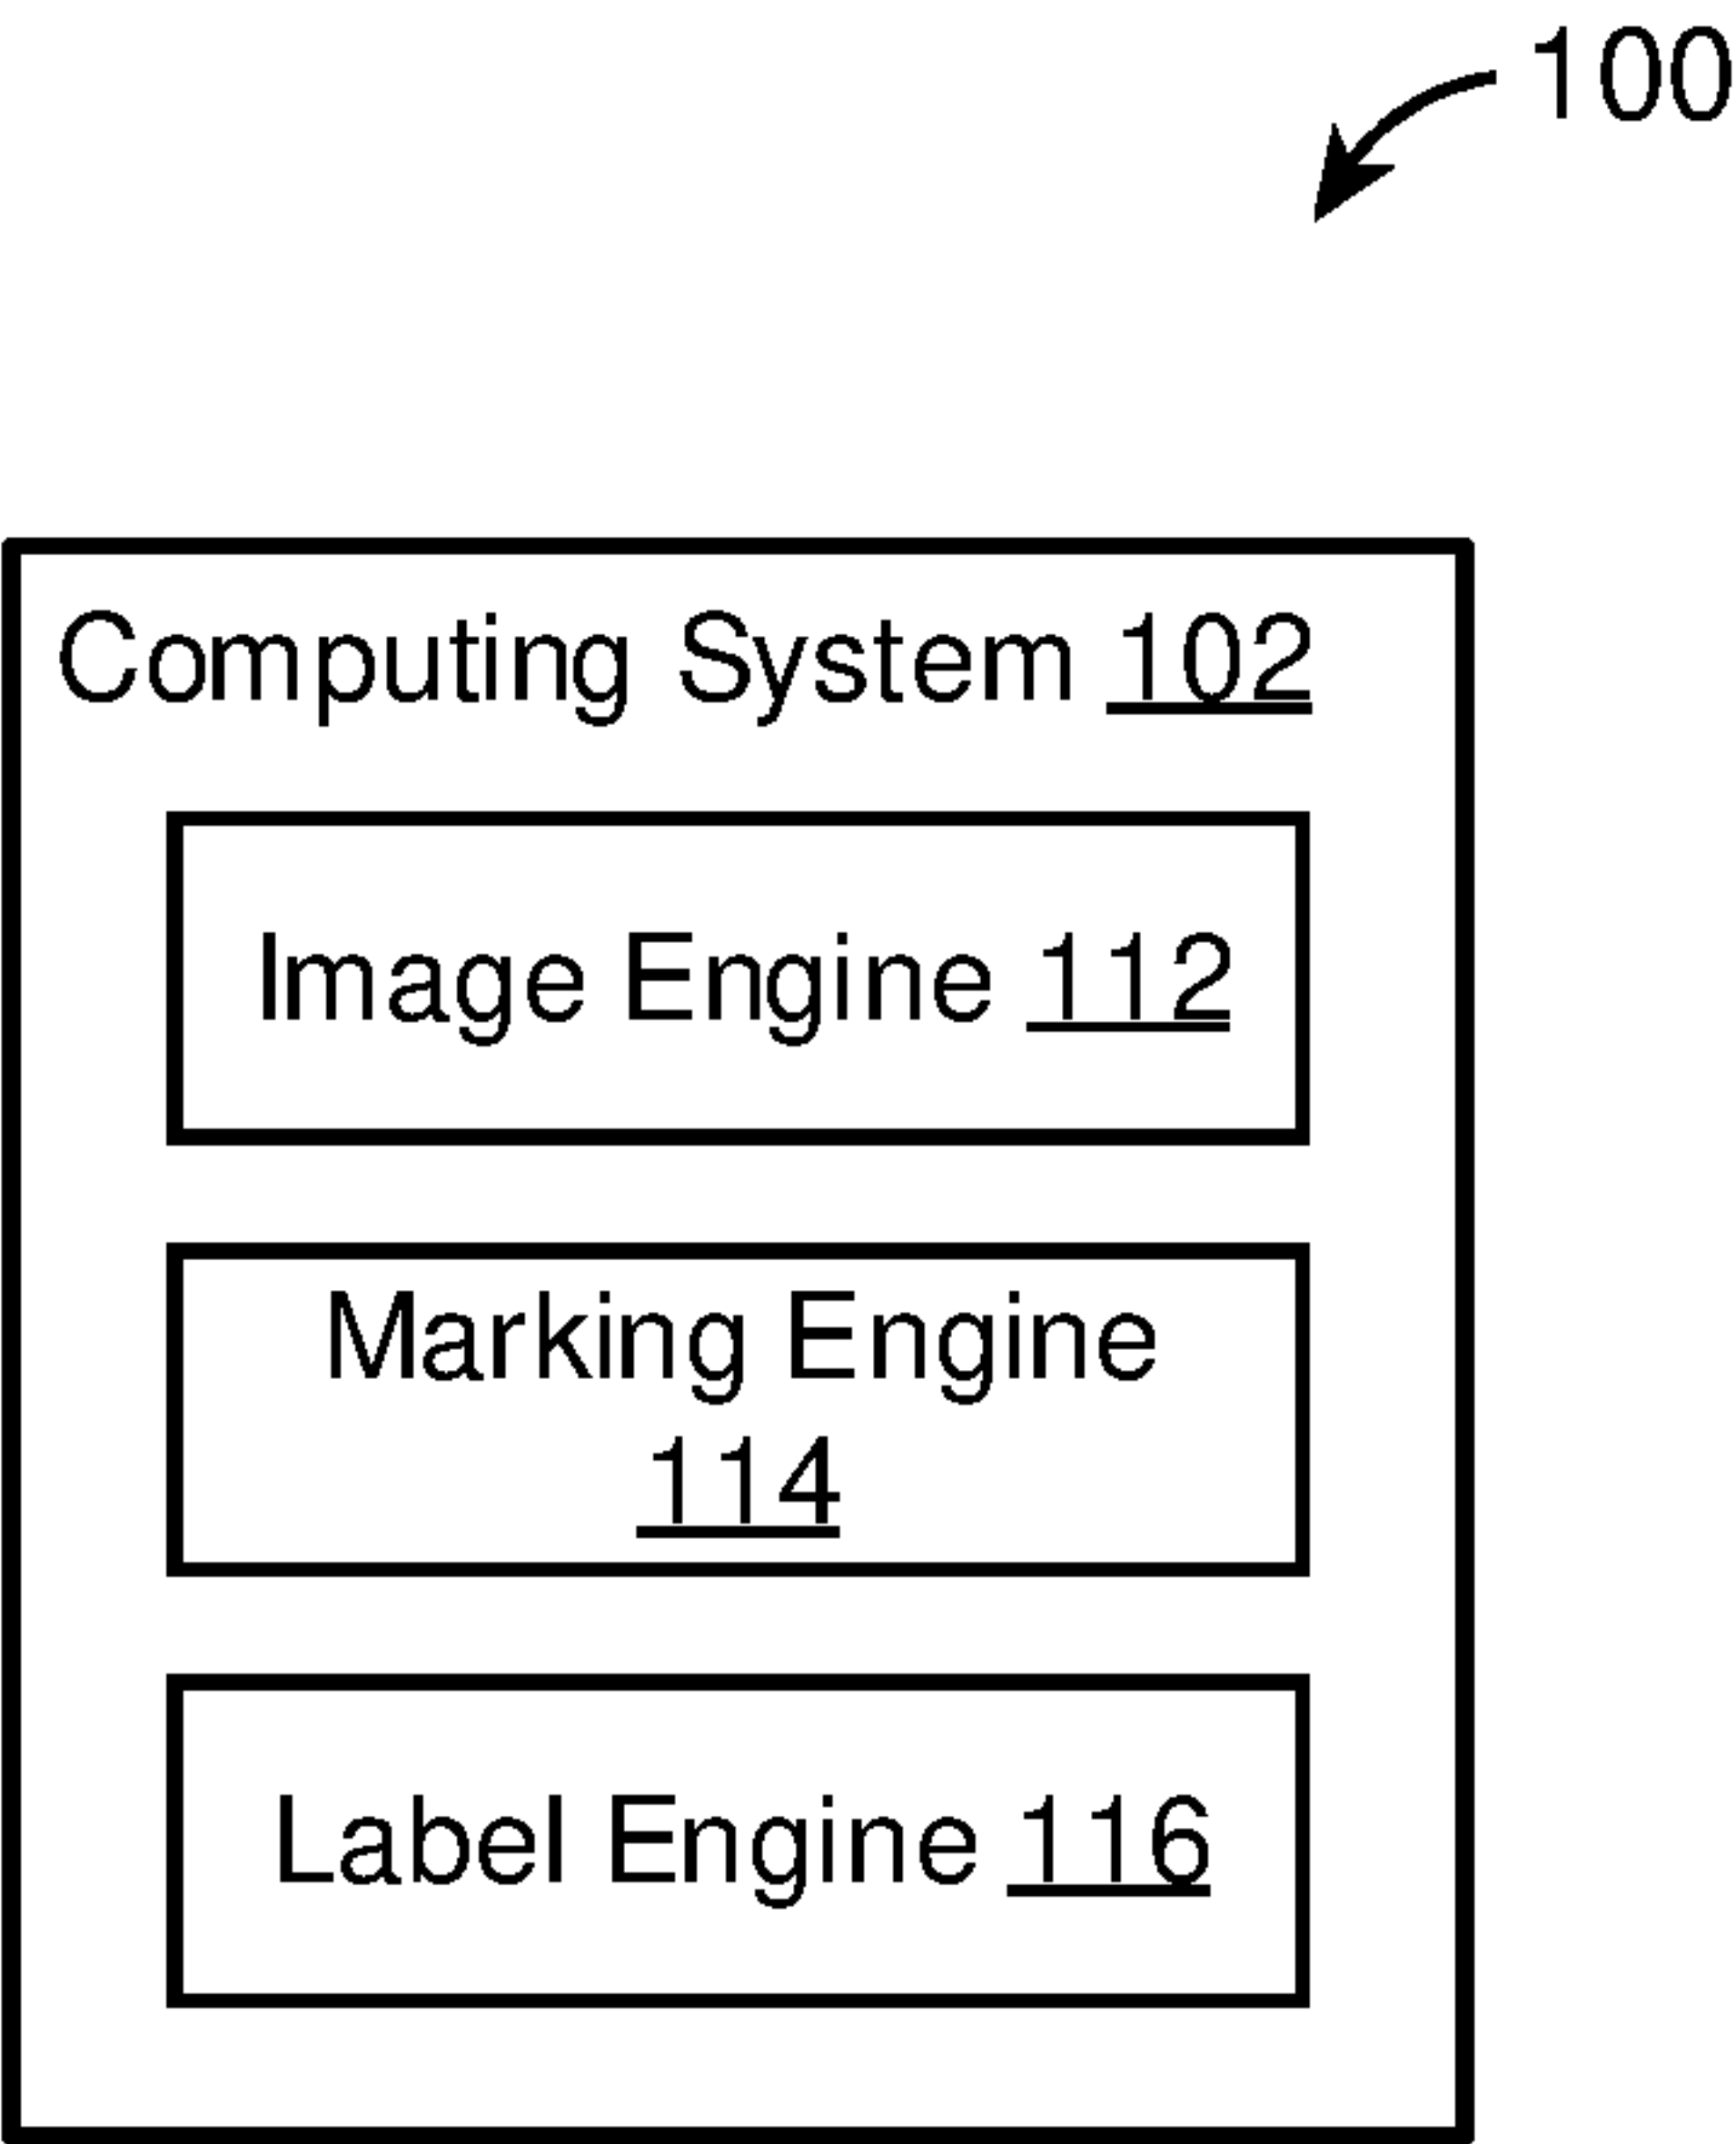 100
Computing System 102
Image Engine 112
Marking Engine
114
Label Engine 116